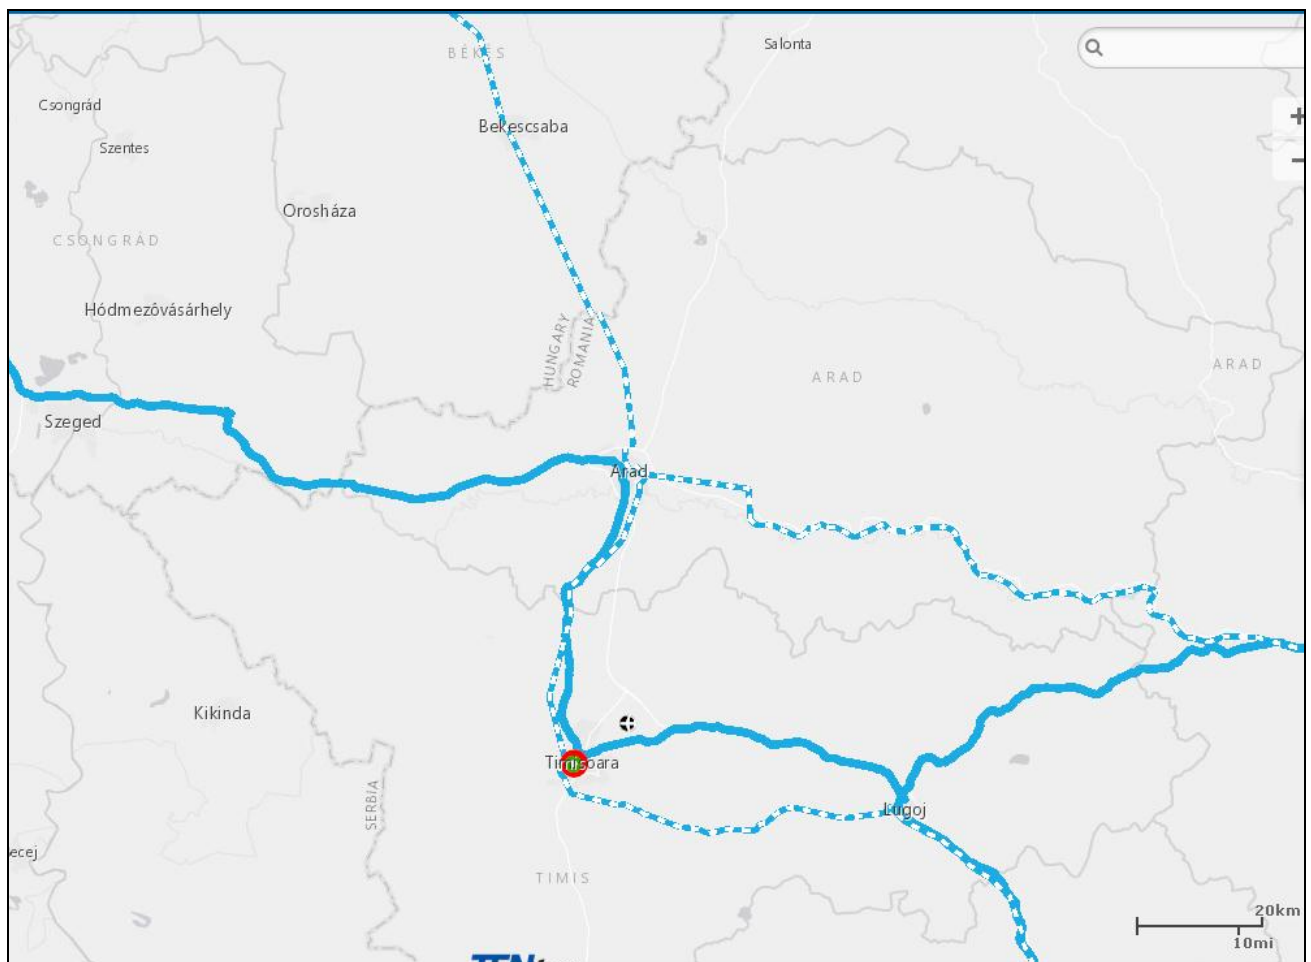 Salonta
BÉKÉS
Csongrád
Bekescsaba
Szentes
Orosháza
CSONGRÁD
Hódmezôvásárhely
HUNGARY
ROMANIA
ARAD
ARAD
Szeged
Arad
Kikinda
Timisoara
SERBIA
Lugoj
ecej
TIMIS
20km
10mi